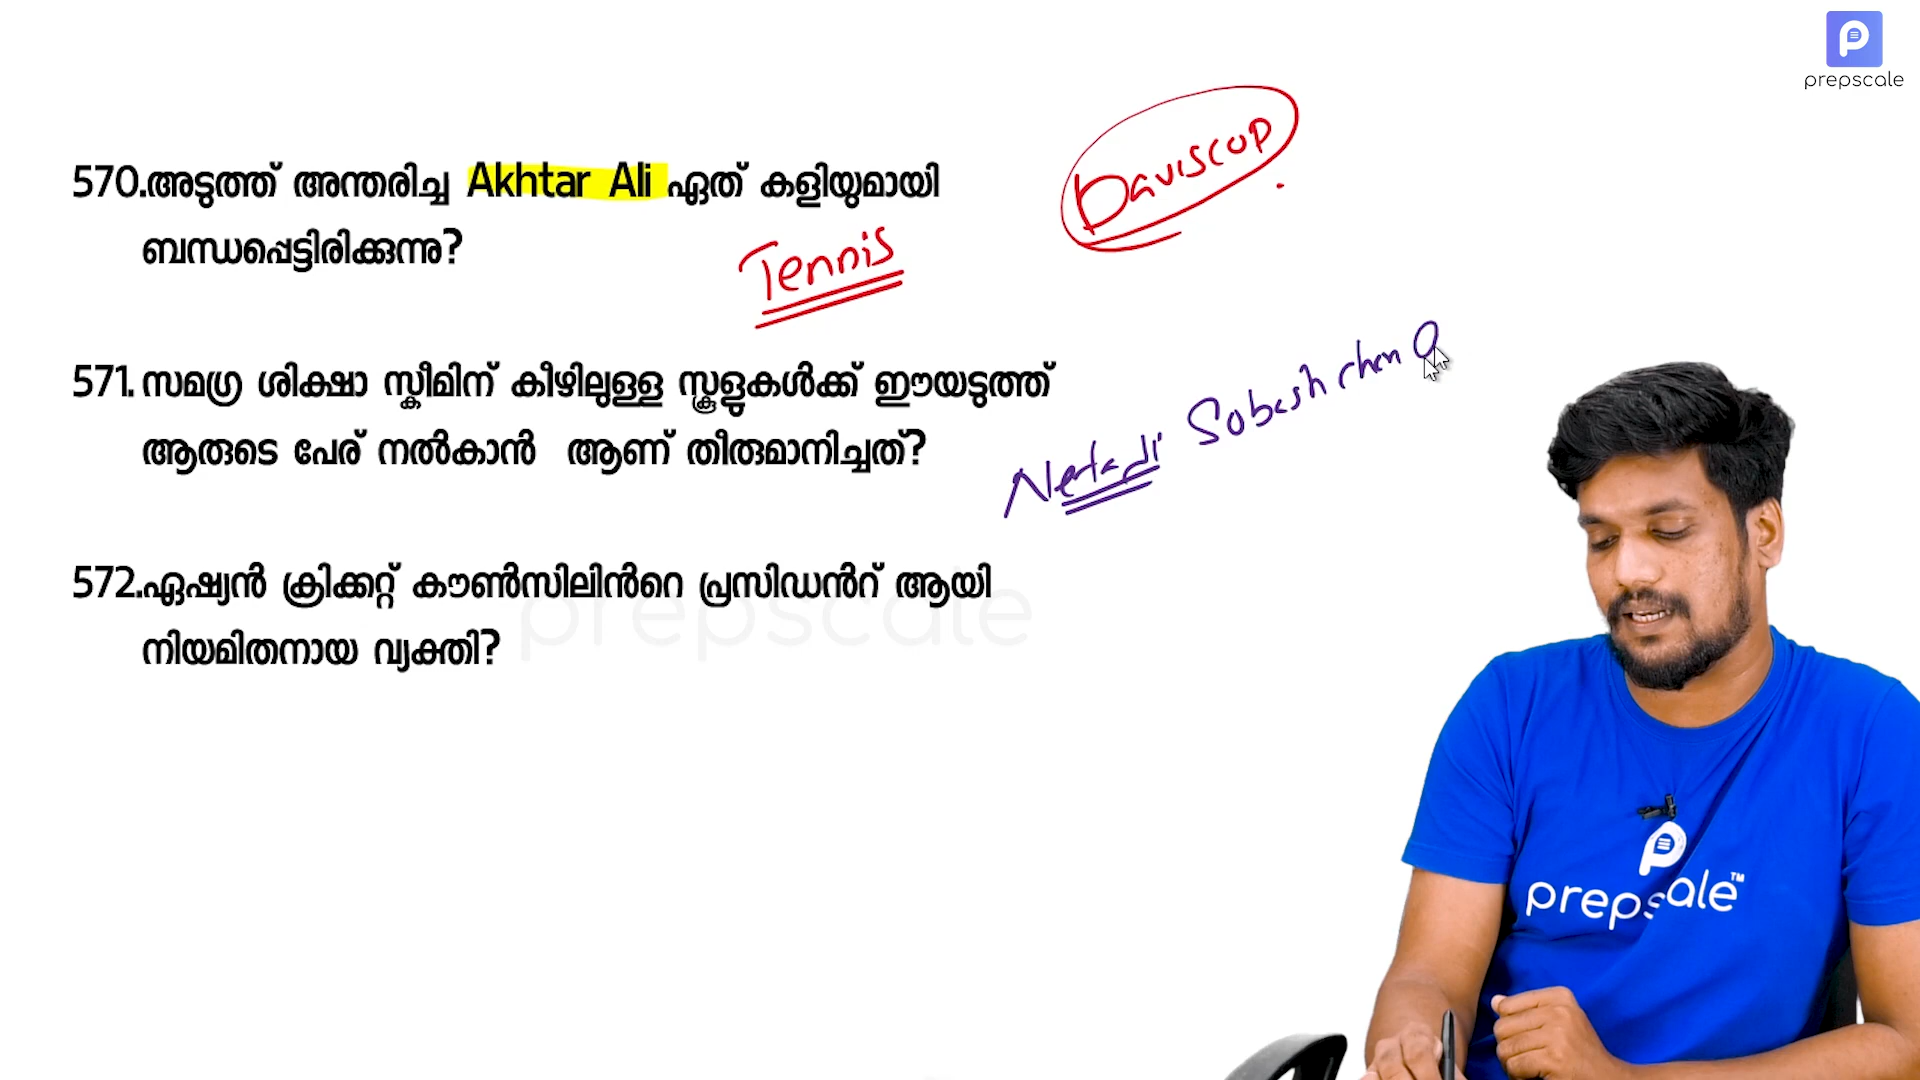 prepscale
570.അടുത്ത് അന്തരിച്ച Akhtar Ali ഏത് കളിയുമായി
ബന്ധപ്പെട്ടിരിക്കുന്നു?
Daviscup
Tennis
571. സമഗ്ര ശിക്ഷാ സ്കീമിന് കീഴിലുള്ള സ്കൂളുകൾക്ക് ഈയടുത്ത്
ആരുടെ പേര് നൽകാൻ ആണ് തീരുമാനിച്ചത്?
Netaji Sobash chan
572.ഏഷ്യൻ ക്രിക്കറ്റ് കൗൺസിലിൻറെ പ്രസിഡൻറ് ആയി
നിയമിതനായ വ്യക്തി?
prepscale
prepscale™